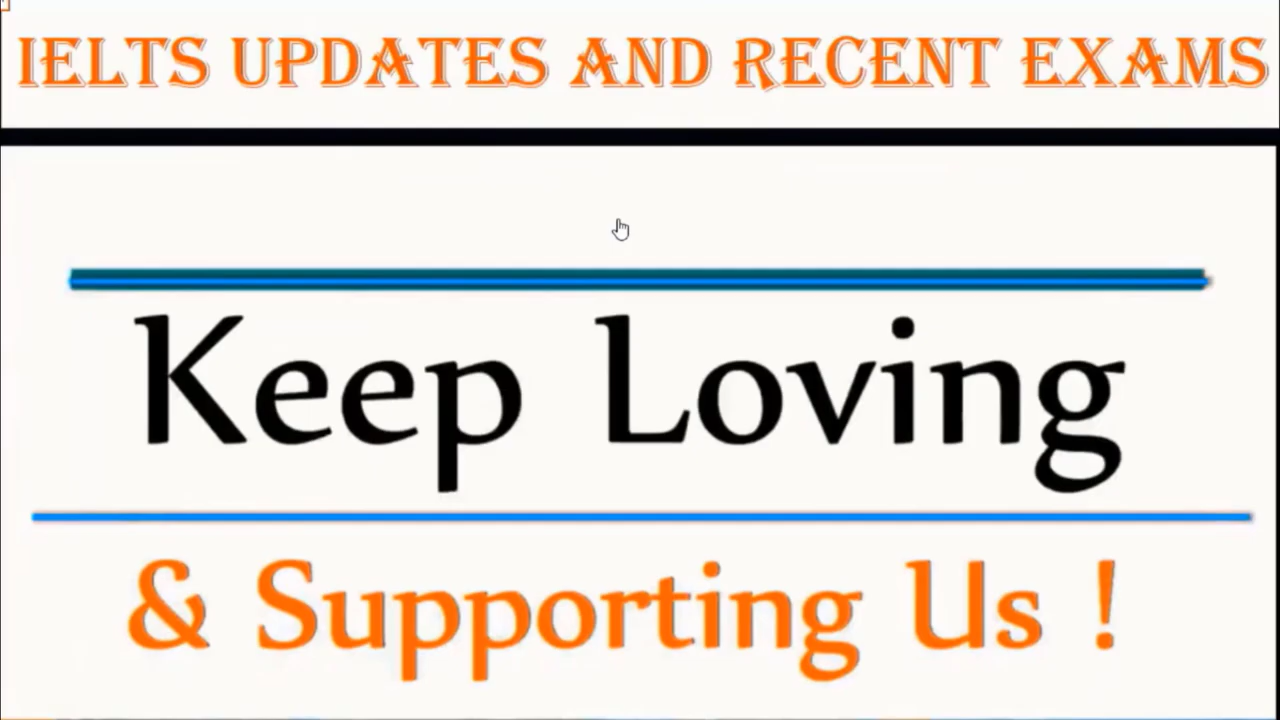 IELTS UPDATES AND RECENT EXAMS
Keep Loving
& Supporting Us !